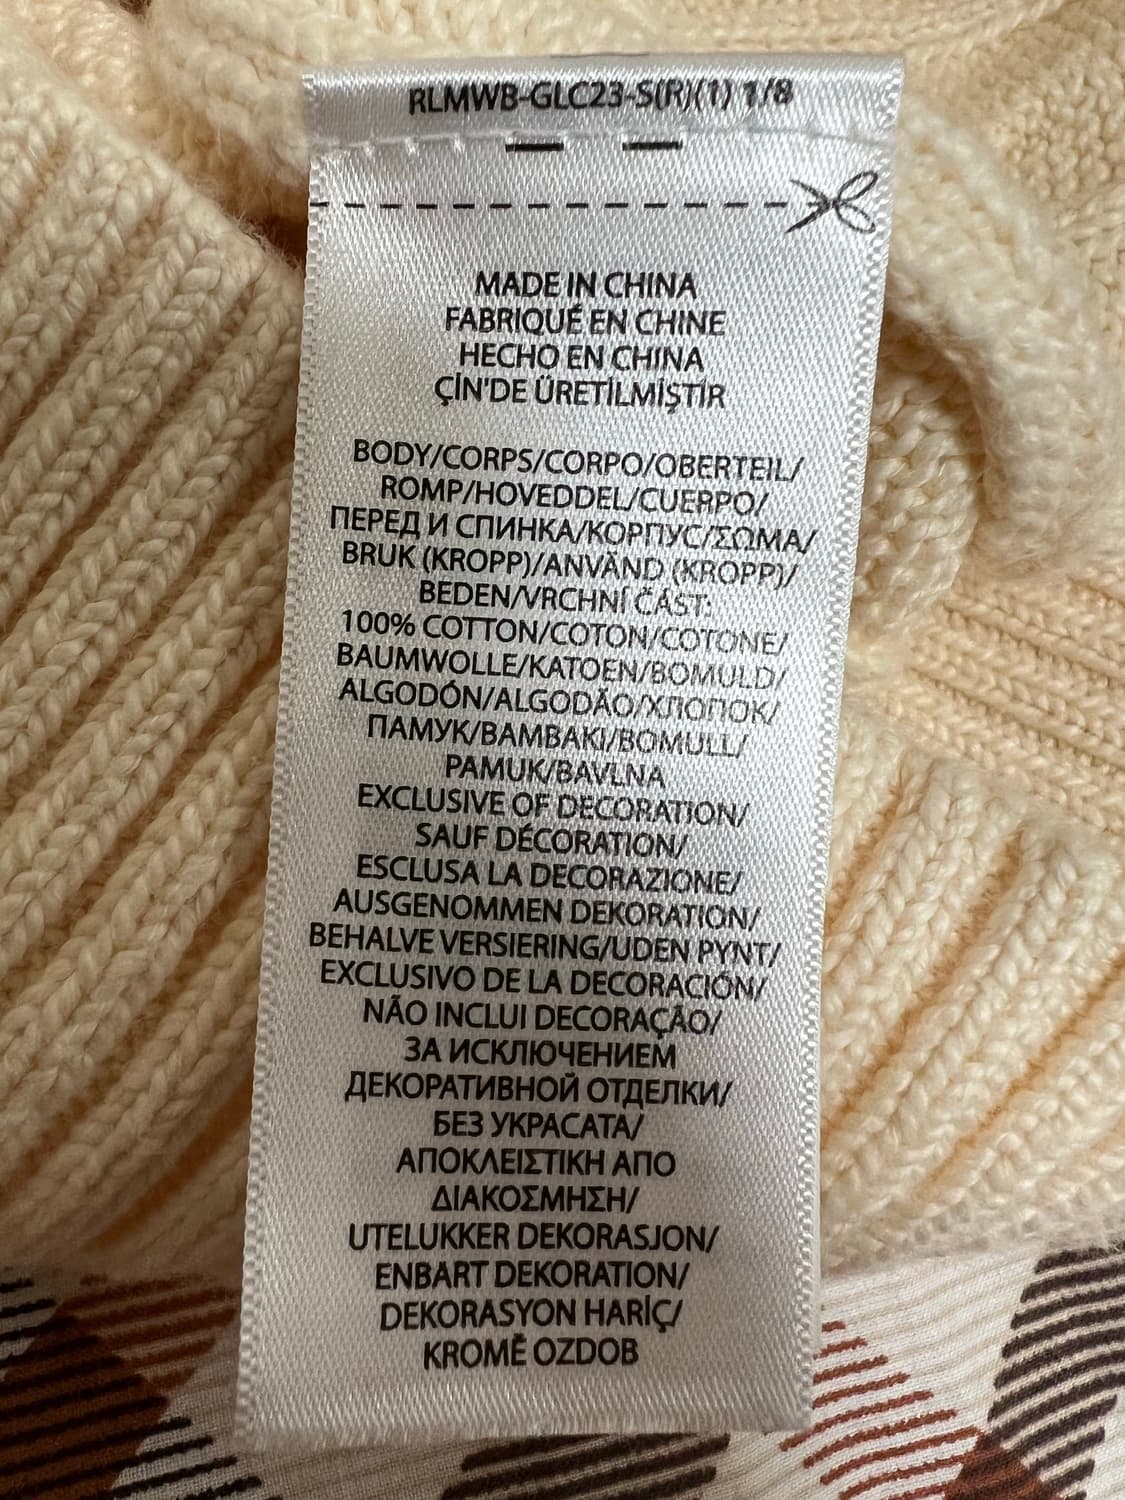 RLMWB-GLC23-S(R)(1) 1/8
MADE IN CHINA
FABRIQUÉ EN CHINE
HECHO EN CHINA
ÇİN'DE ÜRETİLMİŞTİR
BODY/CORPS/CORPO/OBERTEIL/
ROMP/HOVEDDEL/CUERPO/
ПЕРЕД И СПИНКА/КОРПУС/ΣΩΜΑ/
BRUK (KROPP)/ANVÄND (KROPP)/
BEDEN/VRCHNÍ ČÁST:
100% COTTON/COTON/COTONE/
BAUMWOLLE/KATOEN/BOMULD/
ALGODÓN/ALGODÃO/ХЛОПОК/
ПАМУК/ΒΑΜΒΑΚΙ/BOMULL/
PAMUK/BAVLNA
EXCLUSIVE OF DECORATION/
SAUF DÉCORATION/
ESCLUSA LA DECORAZIONE/
AUSGENOMMEN DEKORATION/
BEHALVE VERSIERING/UDEN PYNT/
EXCLUSIVO DE LA DECORACIÓN/
NÃO INCLUI DECORAÇÃO/
ЗА ИСКЛЮЧЕНИЕМ
ДЕКОРАТИВНОЙ ОТДЕЛКИ/
БЕЗ УКРАСАТА/
ΑΠΟΚΛΕΙΣΤΙΚΗ ΑΠΟ
ΔΙΑΚΟΣΜΗΣΗ/
UTELUKKER DEKORASJON/
ENBART DEKORATION/
DEKORASYON HARİÇ/
KROMĚ OZDOB